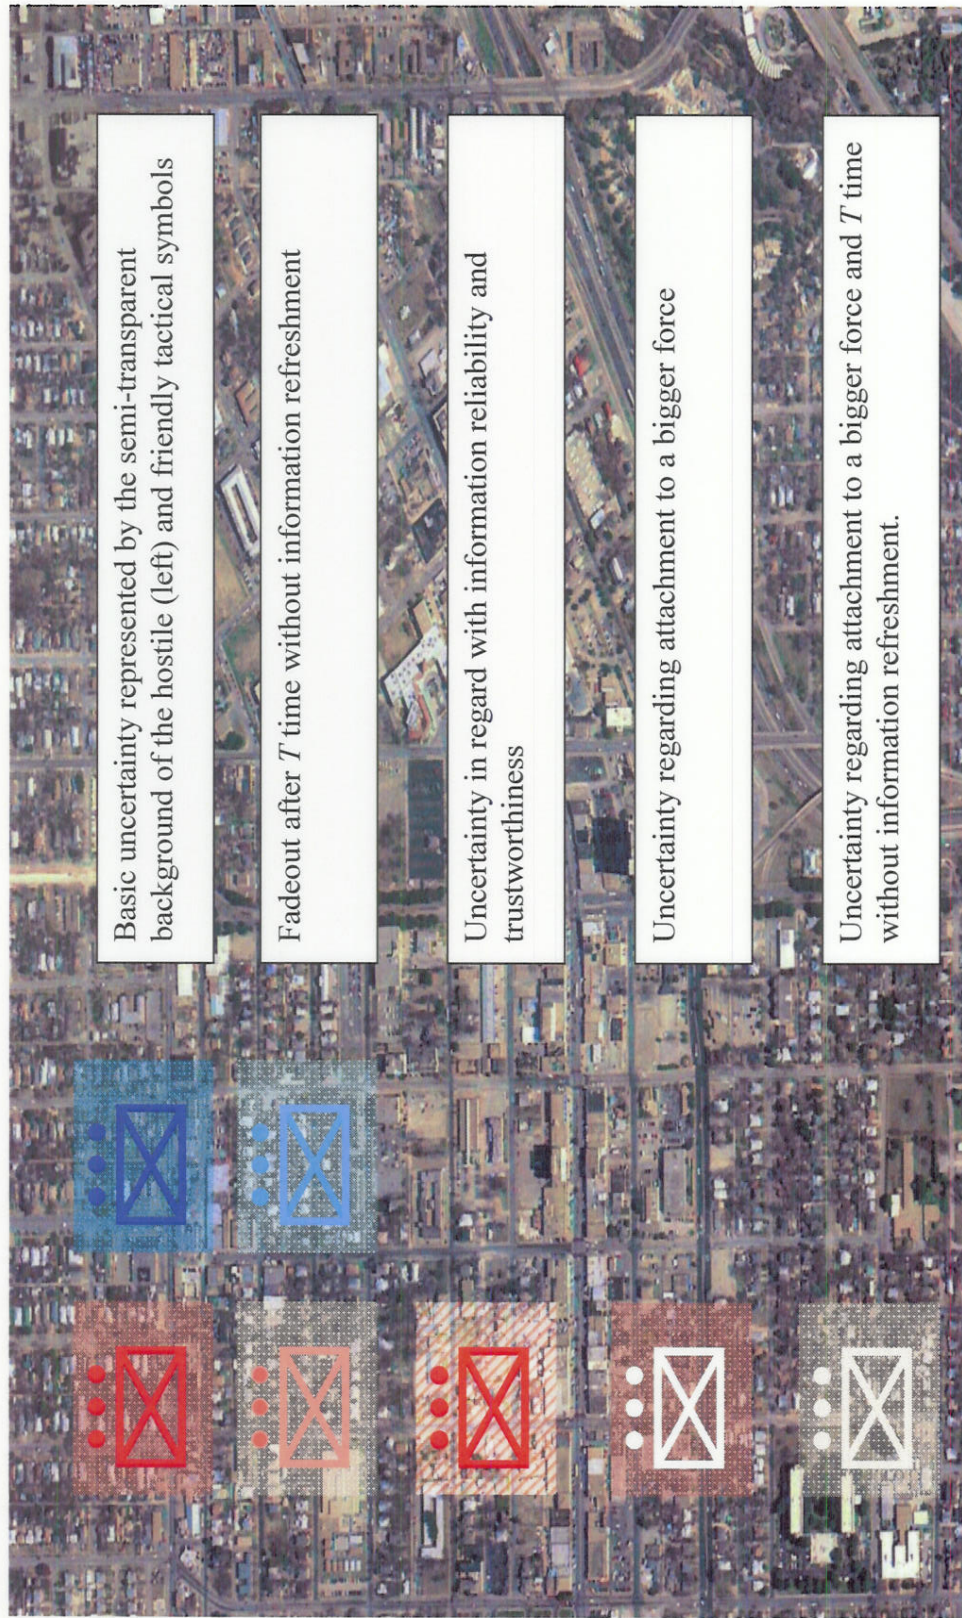 Basic uncertainty represented by the semi-transparent
background of the hostile (left) and friendly tactical symbols
Fadeout after T time without information refreshment
Uncertainty in regard with information reliability and
trustworthiness
Uncertainty regarding attachment to a bigger force
Uncertainty regarding attachment to a bigger force and T time
without information refreshment.